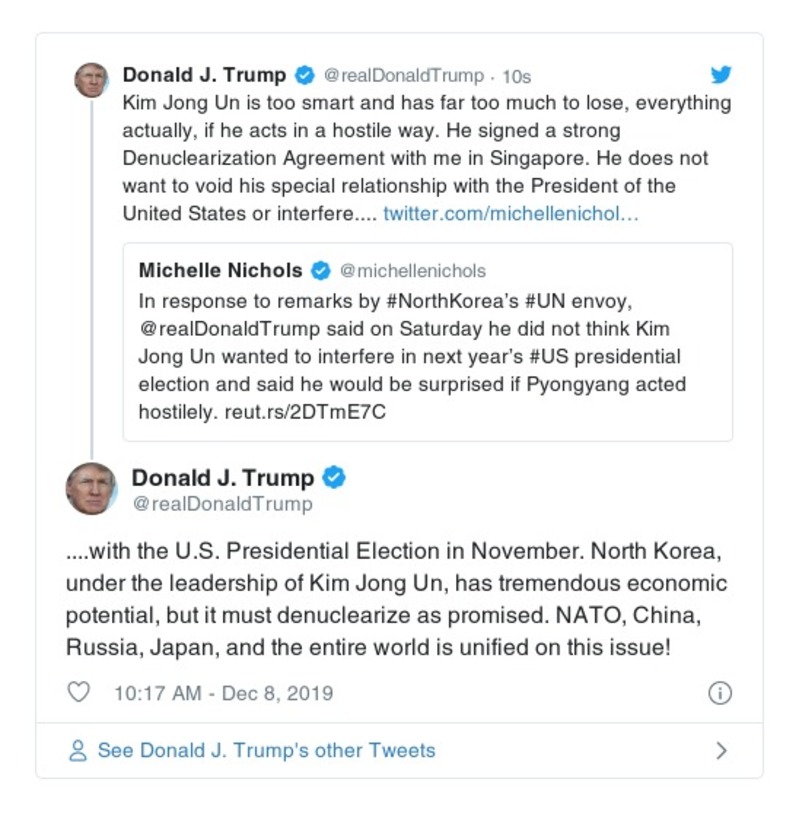 Donald J. Trump @realDonaldTrump · 10s
Kim Jong Un is too smart and has far too much to lose, everything
actually, if he acts in a hostile way. He signed a strong
Denuclearization Agreement with me in Singapore. He does not
want to void his special relationship with the President of the
United States or interfere.... twitter.com/michellenichol…
Michelle Nichols @michellenichols
In response to remarks by #NorthKorea’s #UN envoy,
@realDonaldTrump said on Saturday he did not think Kim
Jong Un wanted to interfere in next year’s #US presidential
election and said he would be surprised if Pyongyang acted
hostilely. reut.rs/2DTmE7C
Donald J. Trump
@realDonaldTrump
....with the U.S. Presidential Election in November. North Korea,
under the leadership of Kim Jong Un, has tremendous economic
potential, but it must denuclearize as promised. NATO, China,
Russia, Japan, and the entire world is unified on this issue!
10:17 AM - Dec 8, 2019
See Donald J. Trump's other Tweets